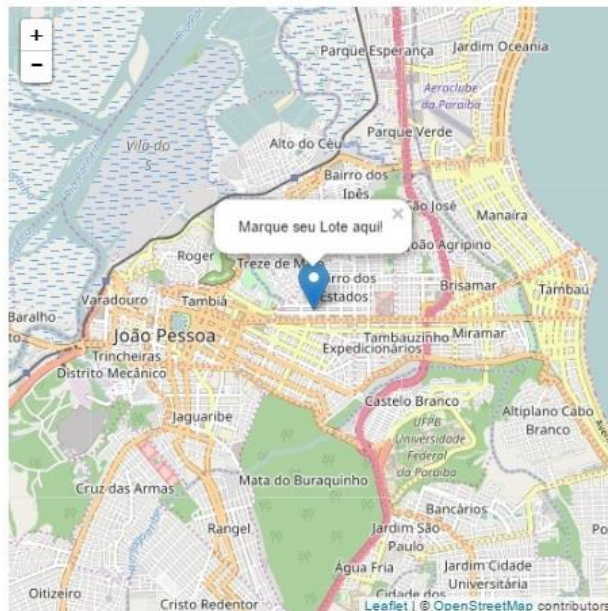 +
−
Parque Esperança
Jardim Oceania
Aeroclube
da Paraíba
Parque Verde
Alto do Céu
Bairro dos
Ipês
São José
Manaíra
Marque seu Lote aqui!
×
João Agripino
Roger
Treze de M
Bairro dos
Estados
Brisamar
Tambaú
Varadouro
Tambiá
Baralho
João Pessoa
Tambauzinho
Miramar
Expedicionários
Trincheiras
Distrito Mecânico
Castelo Branco
Altiplano Cabo
Branco
Jaguaribe
UFPB
Universidade
Federal
da Paraíba
Mata do Buraquinho
Cruz das Armas
Bancários
Rangel
Jardim São
Paulo
Água Fria
Jardim Cidade
Universitária
Oitizeiro
Cristo Redentor
Cidade dos
Leaflet | © OpenStreetMap contributors